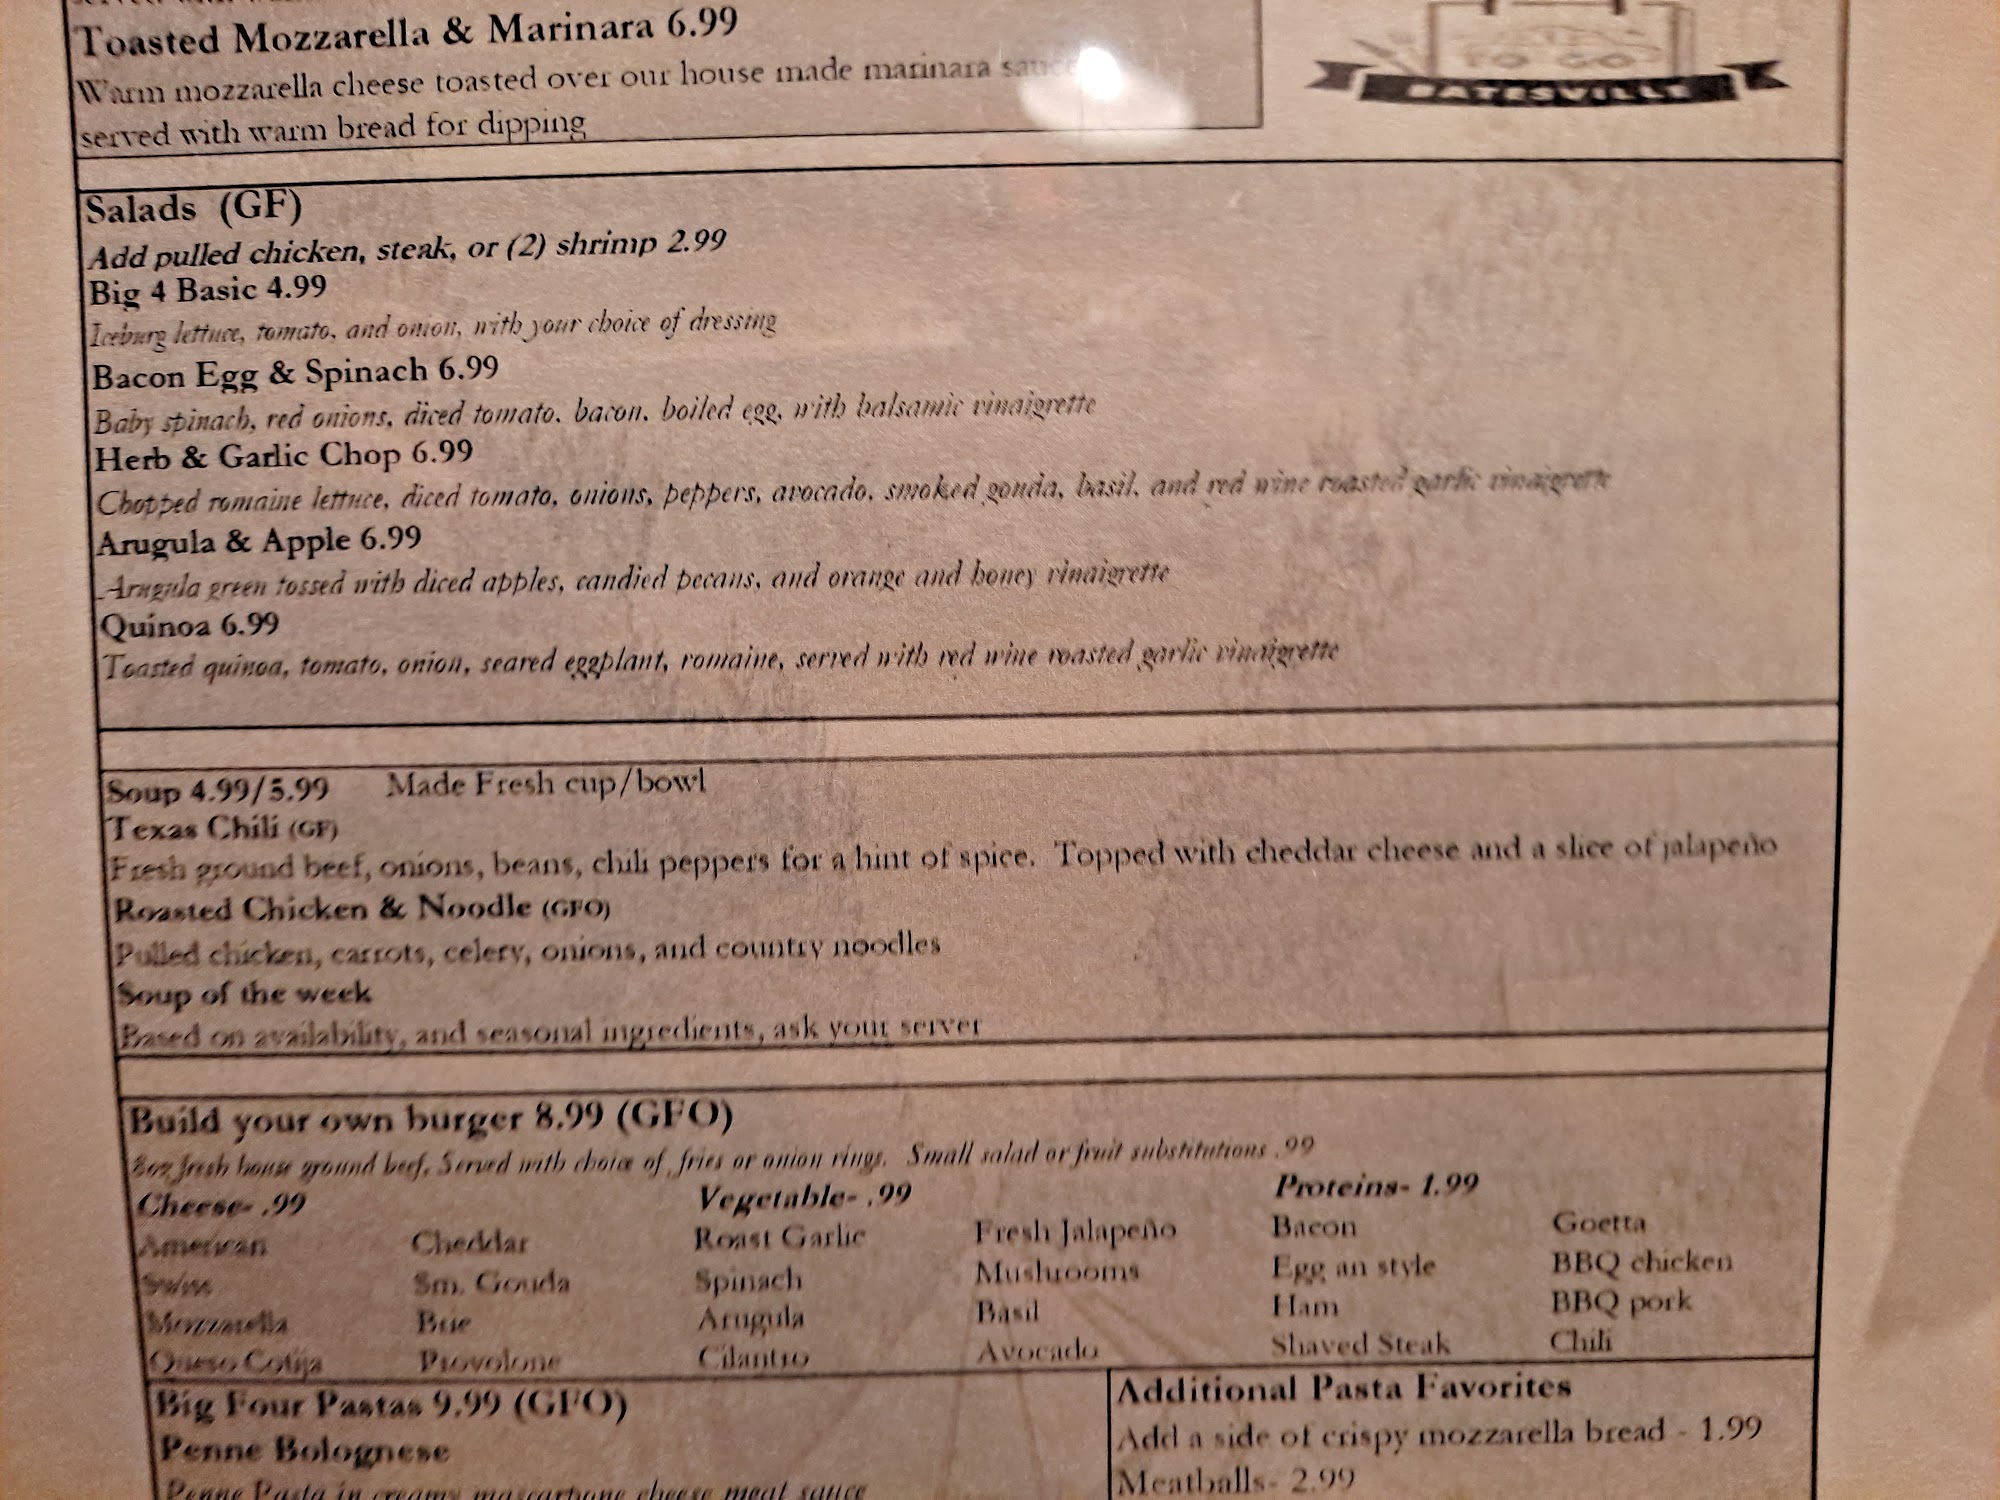 Toasted Mozzarella & Marinara 6.99
Warm mozzarella cheese toasted over our house made marinara sauce
served with warm bread for dipping
TO GO
BATESVILLE
Salads (GF)
Add pulled chicken, steak, or (2) shrimp 2.99
Big 4 Basic 4.99
Iceburg lettuce, tomato, and onion, with your choice of dressing
Bacon Egg & Spinach 6.99
Baby spinach, red onions, diced tomato, bacon, boiled egg, with balsamic vinaigrette
Herb & Garlic Chop 6.99
Chopped romaine lettuce, diced tomato, onions, peppers, avocado, smoked gouda, basil, and red wine roasted garlic vinaigrette
Arugula & Apple 6.99
Arugula green tossed with diced apples, candied pecans, and orange and honey vinaigrette
Quinoa 6.99
Toasted quinoa, tomato, onion, seared eggplant, romaine, served with red wine roasted garlic vinaigrette
Soup 4.99/5.99 Made Fresh cup/bowl
Texas Chili (GF)
Fresh ground beef, onions, beans, chili peppers for a hint of spice. Topped with cheddar cheese and a slice of jalapeño
Roasted Chicken & Noodle (GFO)
Pulled chicken, carrots, celery, onions, and country noodles
Soup of the week
Based on availability, and seasonal ingredients, ask your server
Build your own burger 8.99 (GFO)
8oz fresh house ground beef, Served with choice of fries or onion rings. Small salad or fruit substitutions .99
Cheese- .99 Vegetable- .99 Proteins- 1.99
American Cheddar Roast Garlic Fresh Jalapeño Bacon Goetta
Swiss Sm. Gouda Spinach Mushrooms Egg an style BBQ chicken
Mozzarella Brie Arugula Basil Ham BBQ pork
Queso Cotija Provolone Cilantro Avocado Shaved Steak Chili
Big Four Pastas 9.99 (GFO)
Penne Bolognese
Penne Pasta in creamy mascarpone cheese meat sauce
Additional Pasta Favorites
Add a side of crispy mozzarella bread - 1.99
Meatballs- 2.99